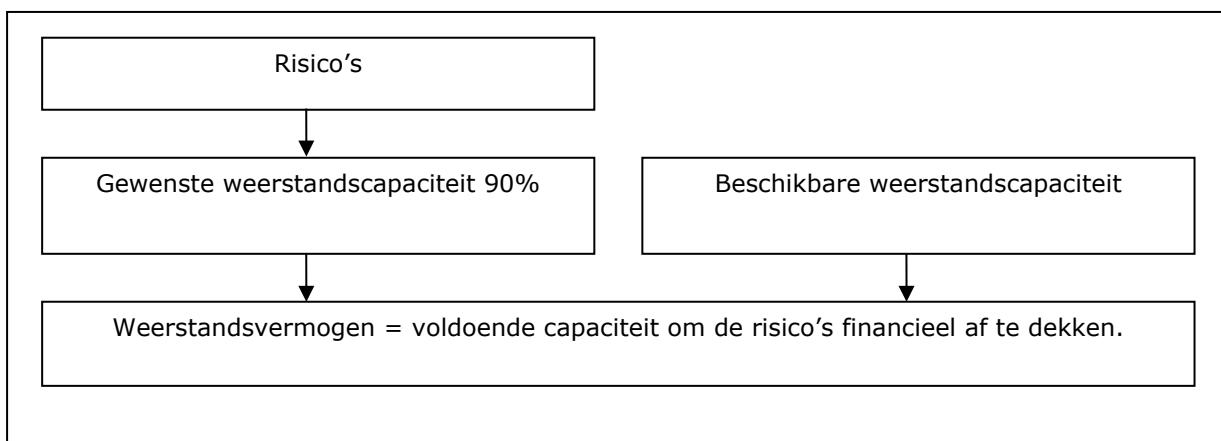 Risico’s
Gewenste weerstandscapaciteit 90%
Beschikbare weerstandscapaciteit
Weerstandsvermogen = voldoende capaciteit om de risico’s financieel af te dekken.